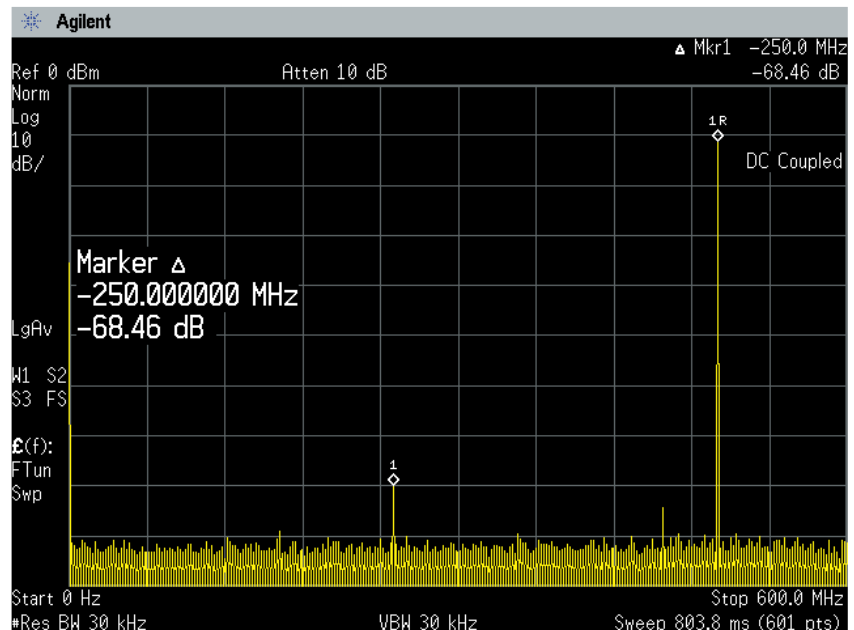 Agilent
Δ Mkr1 -250.0 MHz
Ref 0 dBm Atten 10 dB -68.46 dB
Norm
Log
10
dB/
1R
DC Coupled
Marker Δ
-250.000000 MHz
-68.46 dB
LgAv
W1 S2
S3 FS
1
£(f):
FTun
Swp
Start 0 Hz Stop 600.0 MHz
#Res BW 30 kHz VBW 30 kHz Sweep 803.8 ms (601 pts)